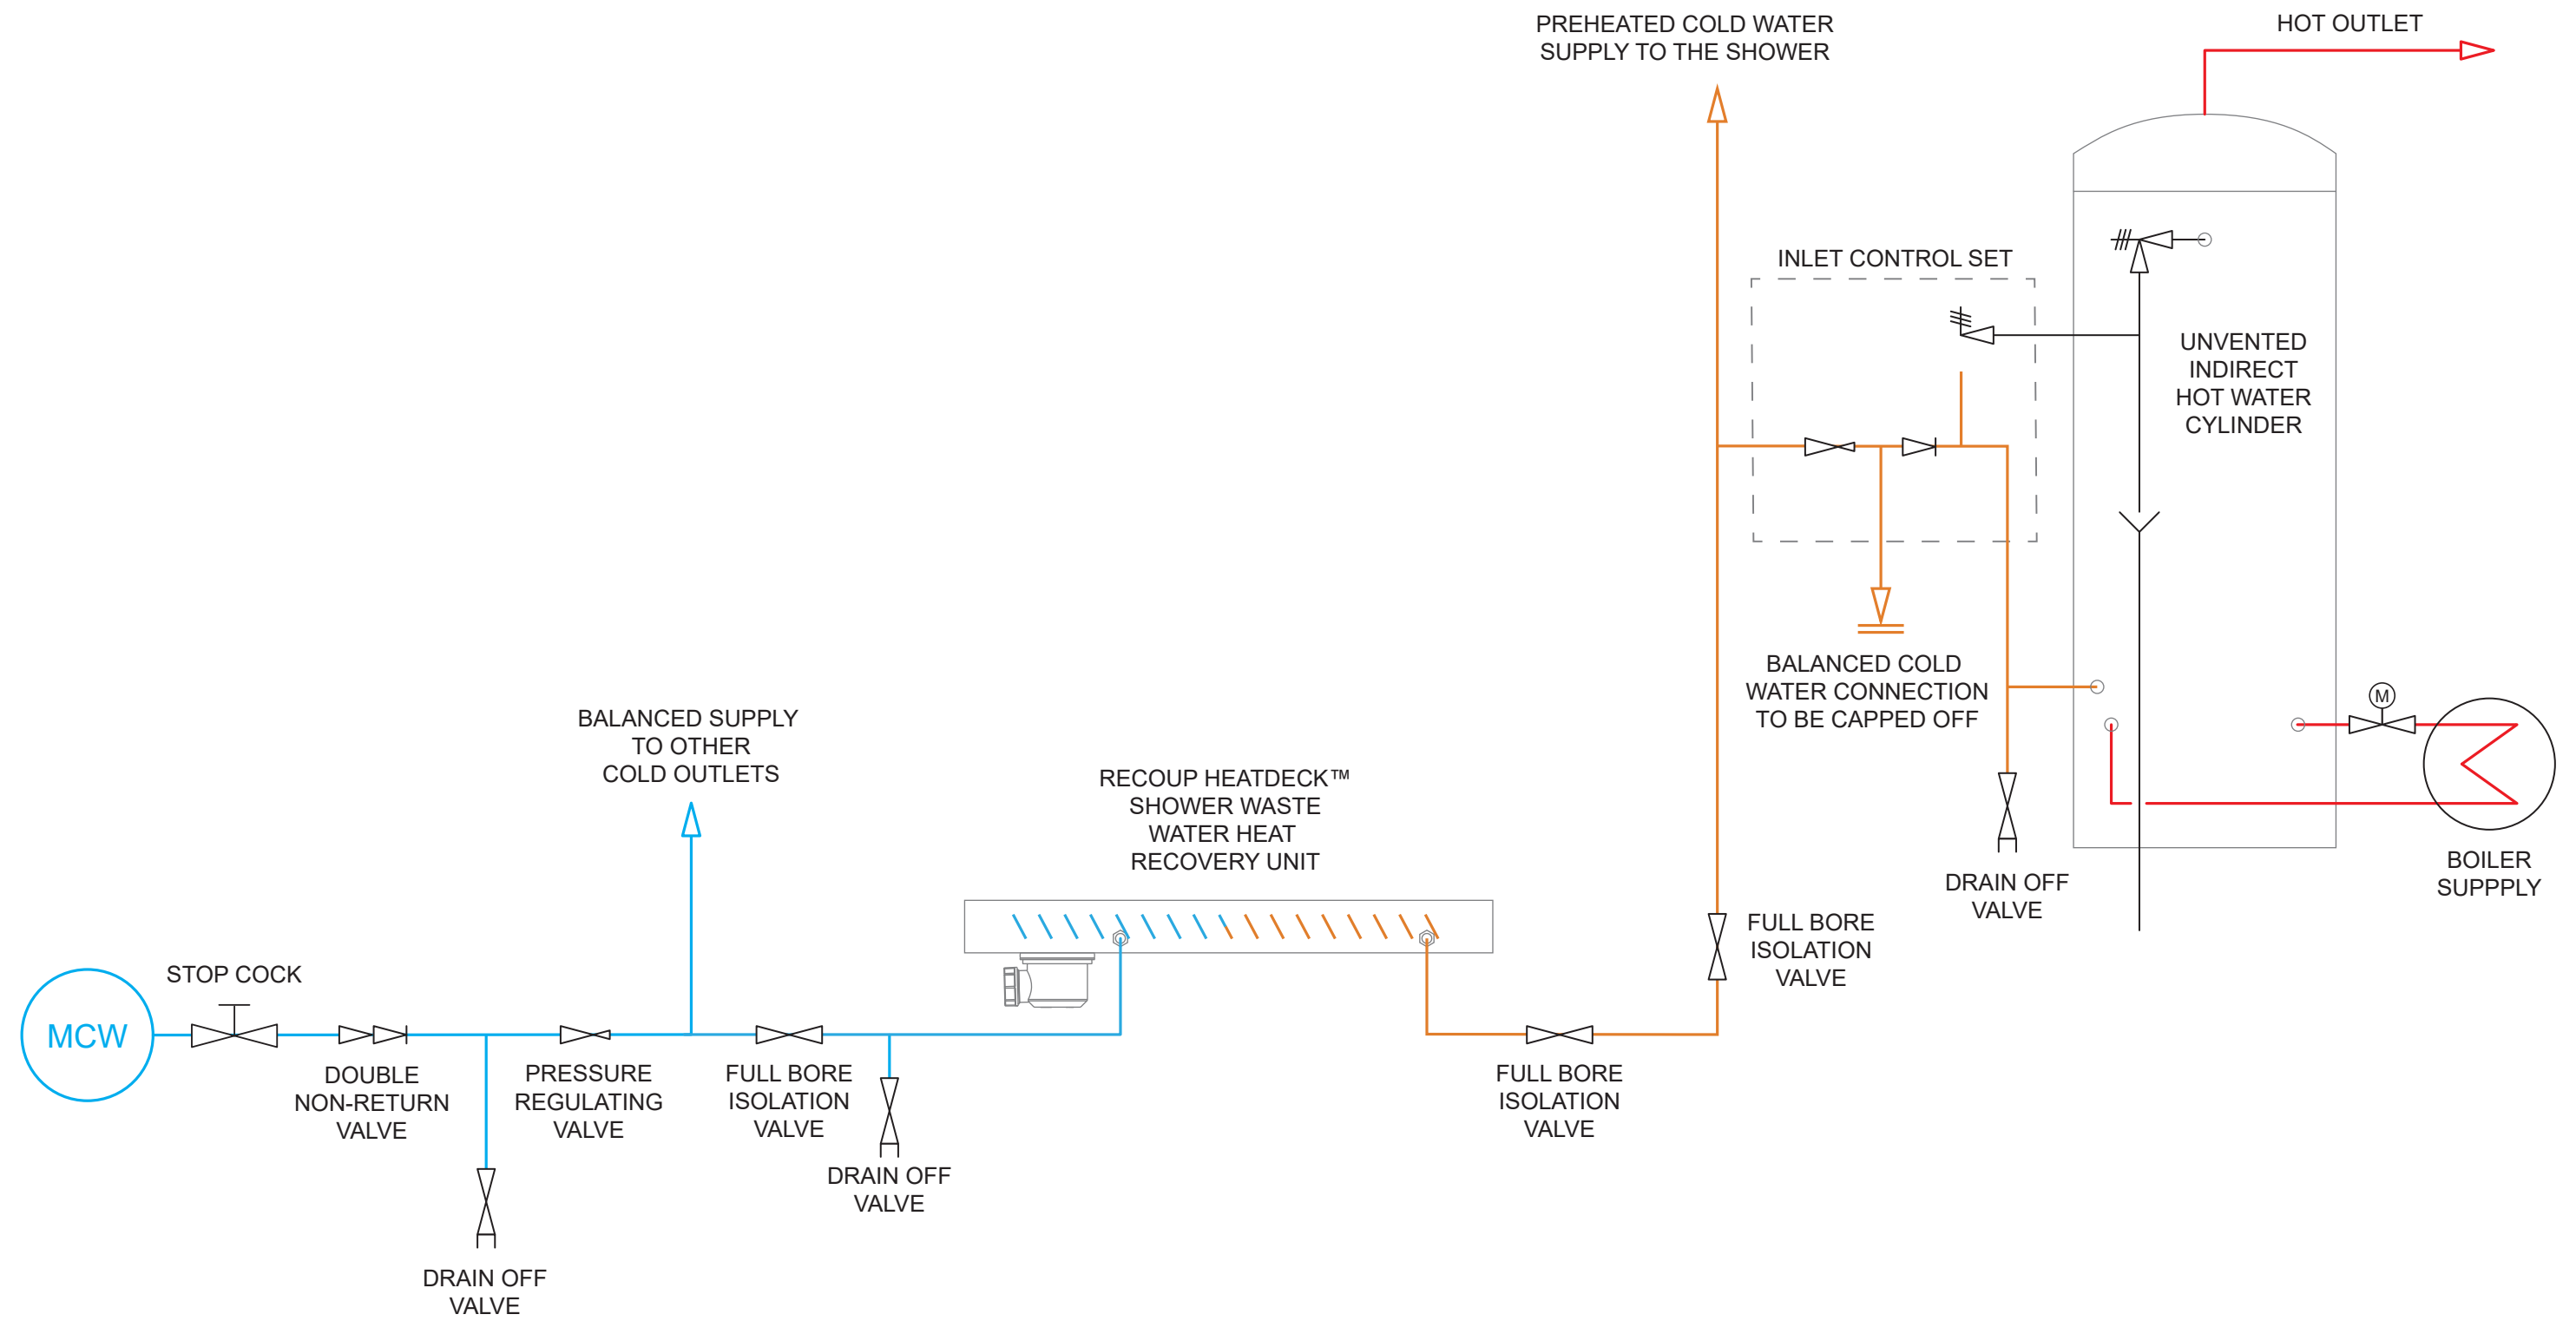 PREHEATED COLD WATER
SUPPLY TO THE SHOWER
HOT OUTLET
INLET CONTROL SET
UNVENTED
INDIRECT
HOT WATER
CYLINDER
BALANCED COLD
WATER CONNECTION
TO BE CAPPED OFF
M
BALANCED SUPPLY
TO OTHER
COLD OUTLETS
RECOUP HEATDECK™
SHOWER WASTE
WATER HEAT
RECOVERY UNIT
BOILER
SUPPPLY
DRAIN OFF
VALVE
FULL BORE
ISOLATION
VALVE
STOP COCK
MCW
DOUBLE
NON-RETURN
VALVE
PRESSURE
REGULATING
VALVE
FULL BORE
ISOLATION
VALVE
FULL BORE
ISOLATION
VALVE
DRAIN OFF
VALVE
DRAIN OFF
VALVE